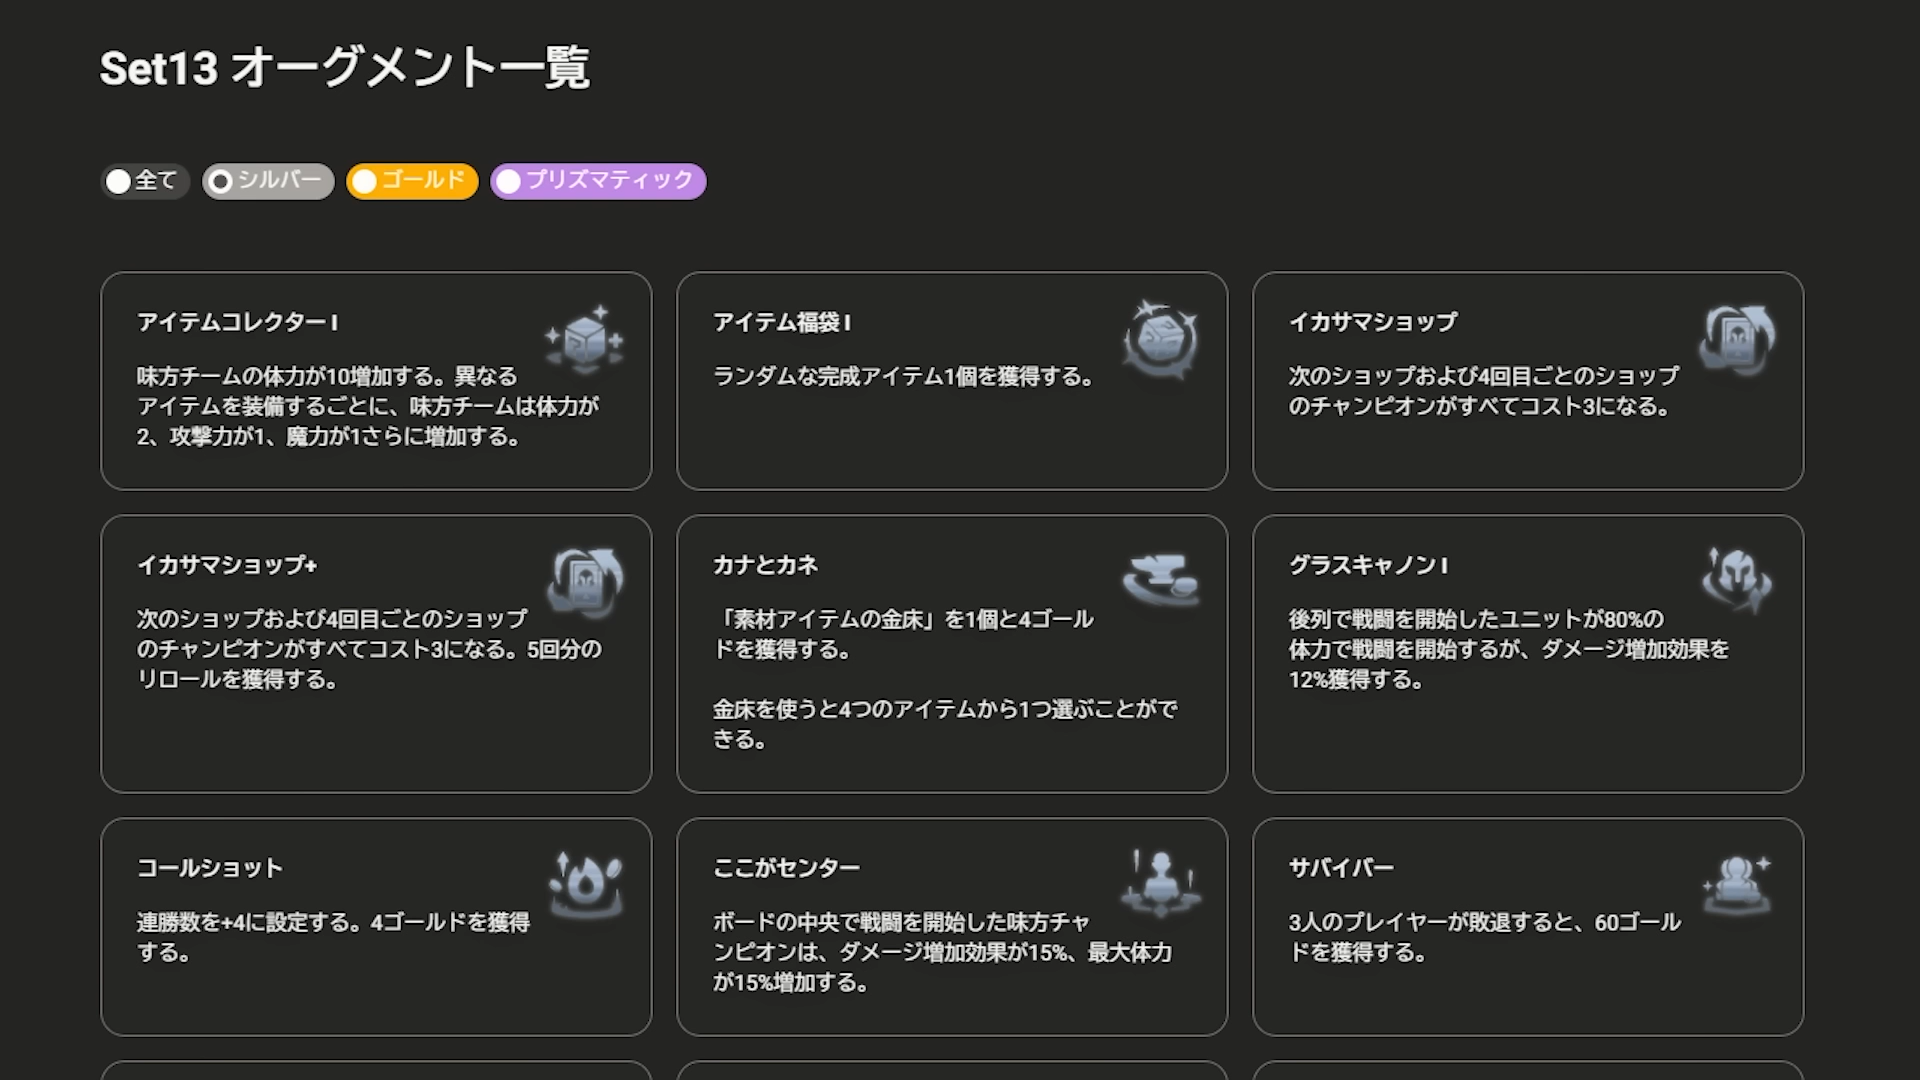 Set13 オーグメント一覧
全て シルバー ゴールド プリズマティック
アイテムコレクター I
味方チームの体力が10増加する。異なる
アイテムを装備するごとに、味方チームは体力が
2、攻撃力が1、魔力が1さらに増加する。
アイテム福袋 I
ランダムな完成アイテム1個を獲得する。
イカサマショップ
次のショップおよび4回目ごとのショップ
のチャンピオンがすべてコスト3になる。
イカサマショップ+
次のショップおよび4回目ごとのショップ
のチャンピオンがすべてコスト3になる。5回分の
リロールを獲得する。
カナとカネ
「素材アイテムの金床」を1個と4ゴール
ドを獲得する。
金床を使うと4つのアイテムから1つ選ぶことがで
きる。
グラスキャノン I
後列で戦闘を開始したユニットが80%の
体力で戦闘を開始するが、ダメージ増加効果を
12%獲得する。
コールショット
連勝数を+4に設定する。4ゴールドを獲得
する。
ここがセンター
ボードの中央で戦闘を開始した味方チャ
ンピオンは、ダメージ増加効果が15%、最大体力
が15%増加する。
サバイバー
3人のプレイヤーが敗退すると、60ゴール
ドを獲得する。